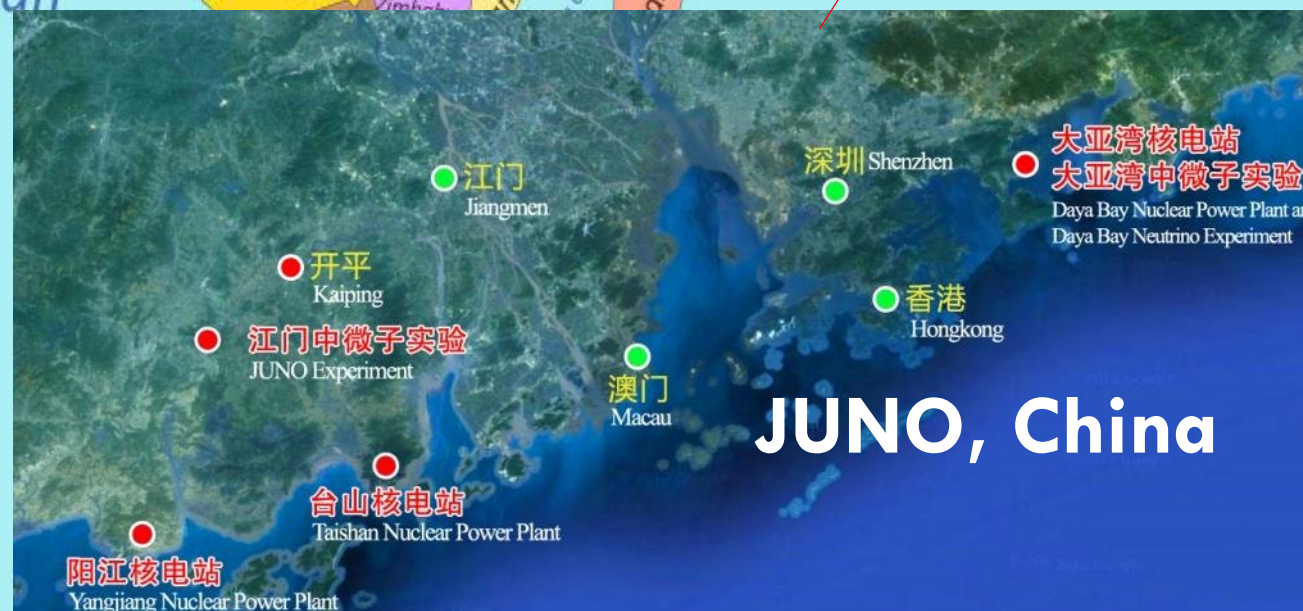 江门
Jiangmen
深圳 Shenzhen
大亚湾核电站
大亚湾中微子实验
Daya Bay Nuclear Power Plant
Daya Bay Neutrino Experiment
开平
Kaiping
香港
Hongkong
江门中微子实验
JUNO Experiment
澳门
Macau
JUNO, China
台山核电站
Taishan Nuclear Power Plant
阳江核电站
Yangjiang Nuclear Power Plant